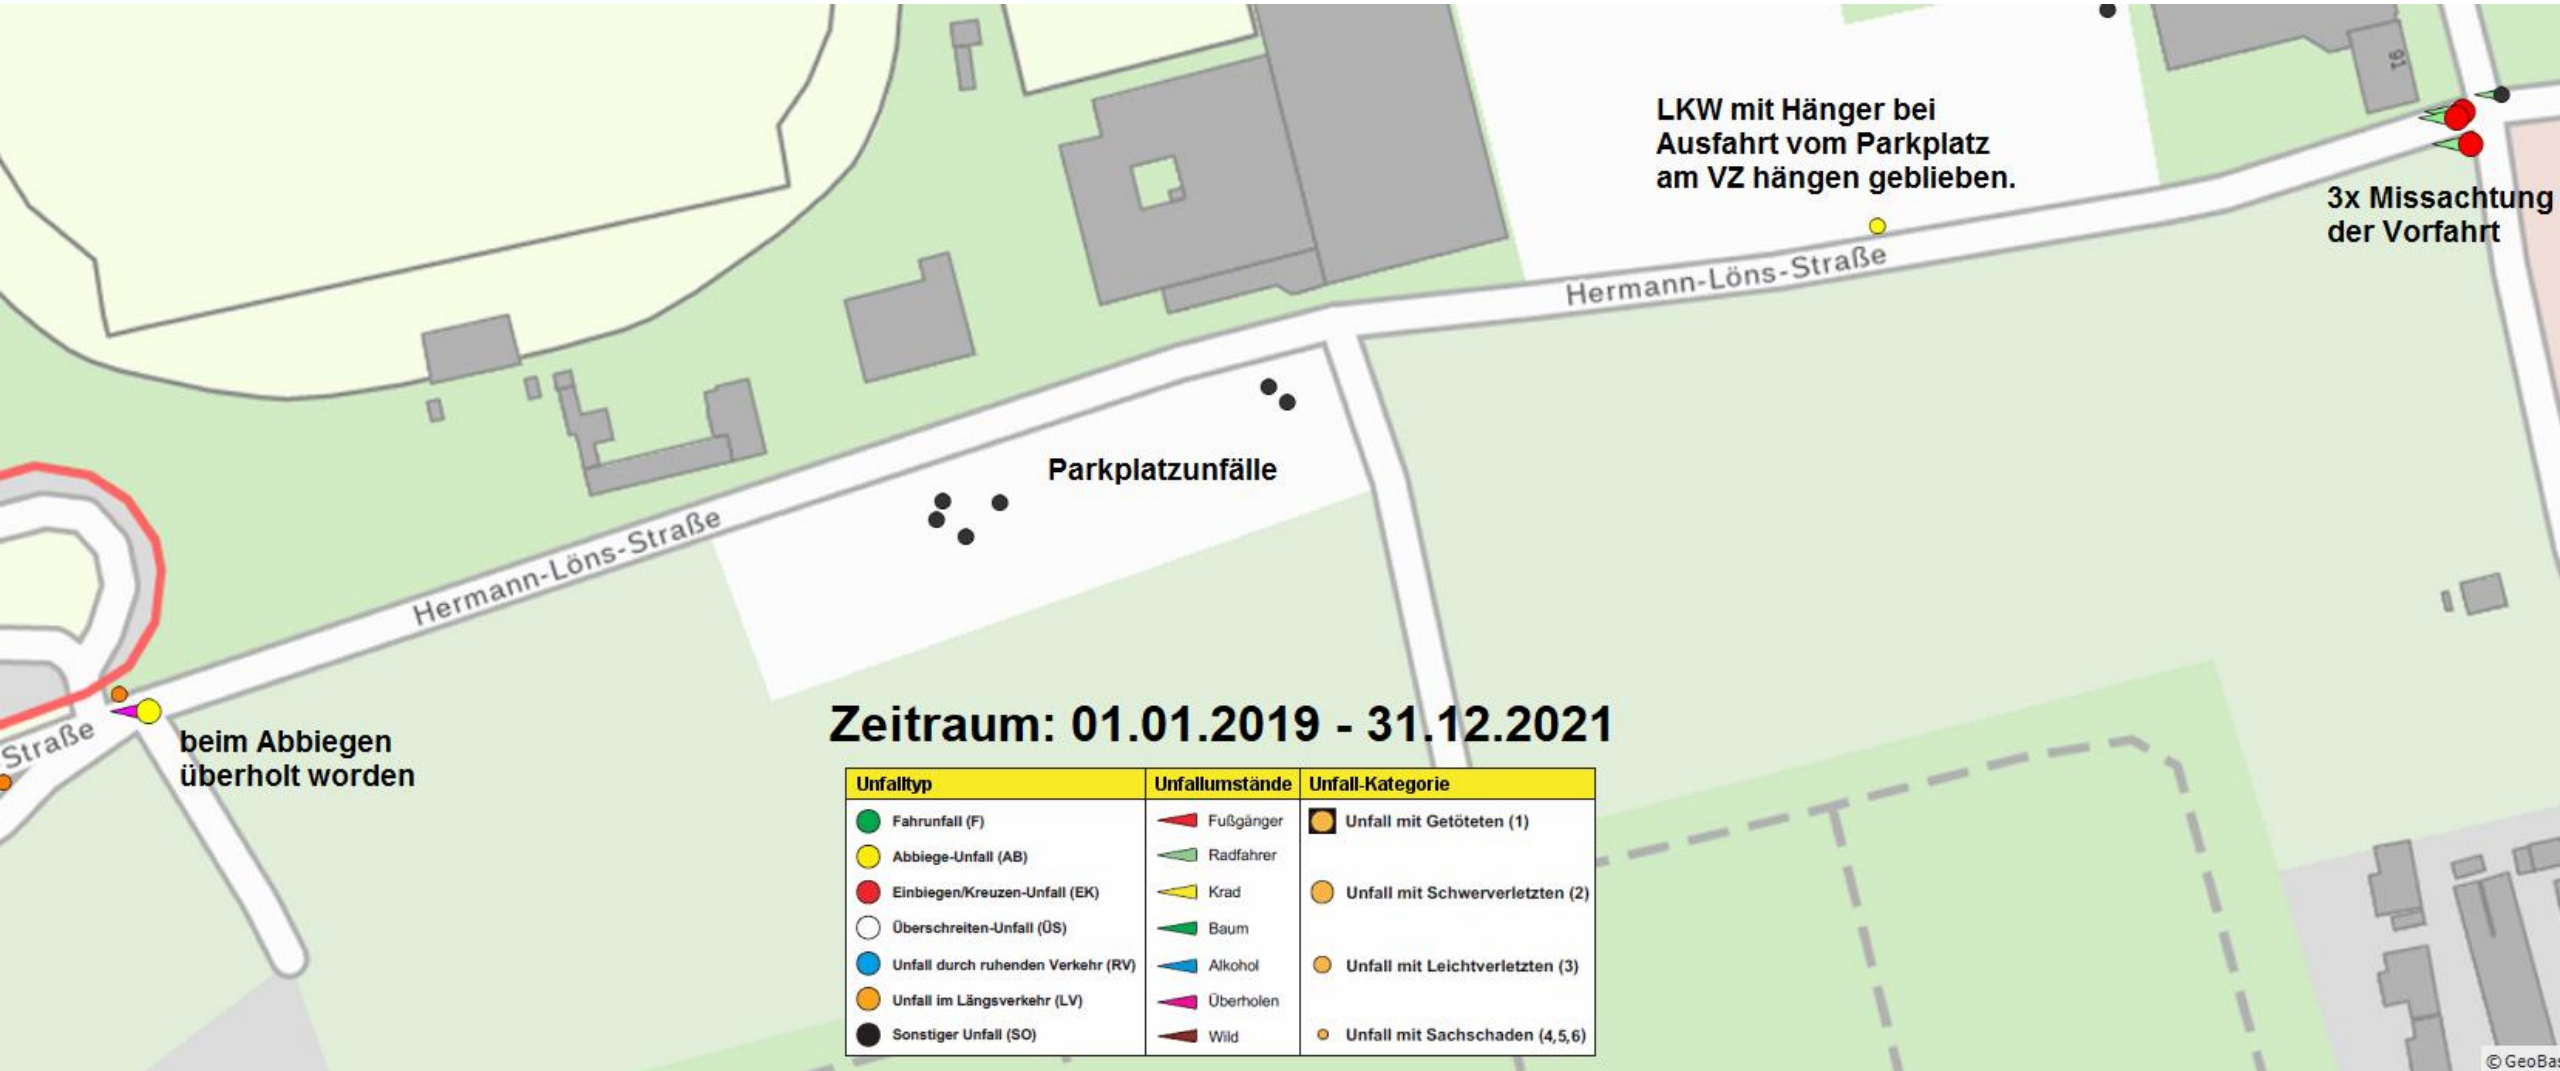 16
LKW mit Hänger bei
Ausfahrt vom Parkplatz
am VZ hängen geblieben.
3x Missachtung
der Vorfahrt
Hermann-Löns-Straße
Parkplatzunfälle
Hermann-Löns-Straße
Straße
beim Abbiegen
überholt worden
Zeitraum: 01.01.2019 - 31.12.2021
Unfalltyp Unfallumstände Unfall-Kategorie
Fahrunfall (F) Fußgänger Unfall mit Getöteten (1)
Abbiege-Unfall (AB) Radfahrer
Einbiegen/Kreuzen-Unfall (EK) Krad Unfall mit Schwerverletzten (2)
Überschreiten-Unfall (ÜS) Baum
Unfall durch ruhenden Verkehr (RV) Alkohol Unfall mit Leichtverletzten (3)
Unfall im Längsverkehr (LV) Überholen
Sonstiger Unfall (SO) Wild Unfall mit Sachschaden (4,5,6)
© GeoBas